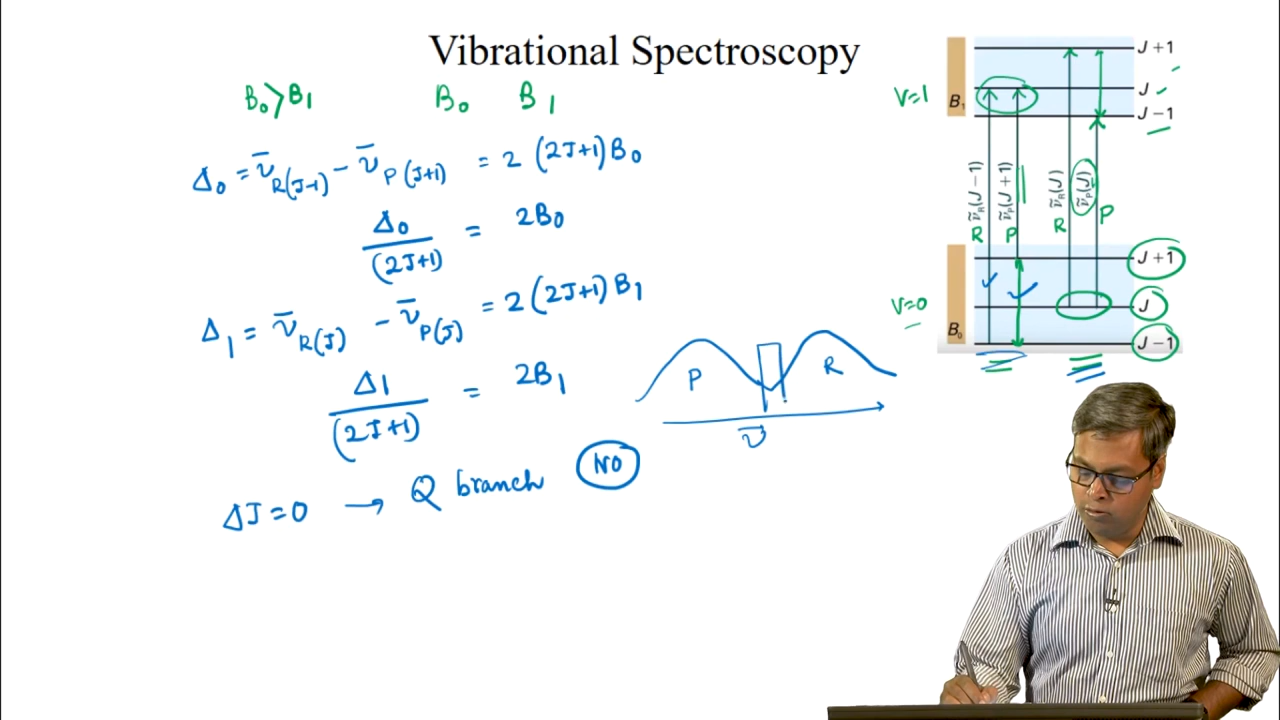 Vibrational Spectroscopy
B₀>B₁ B₀ B₁
Δ₀ = ν̅ R(J-1) - ν̅ P(J+1) = 2 (2J+1) B₀
Δ₀ / (2J+1) = 2B₀
Δ₁ = ν̅ R(J) - ν̅ P(J) = 2 (2J+1) B₁
Δ₁ / (2J+1) = 2B₁
ΔJ=0 → Q branch NO
P R
ν̅
J+1
V=1 B₁ J
J−1
ν̃R(J−1) ν̃P(J+1) ν̃R(J) ν̃P(J)
R P R P
J+1
V=0 J
B₀ J−1